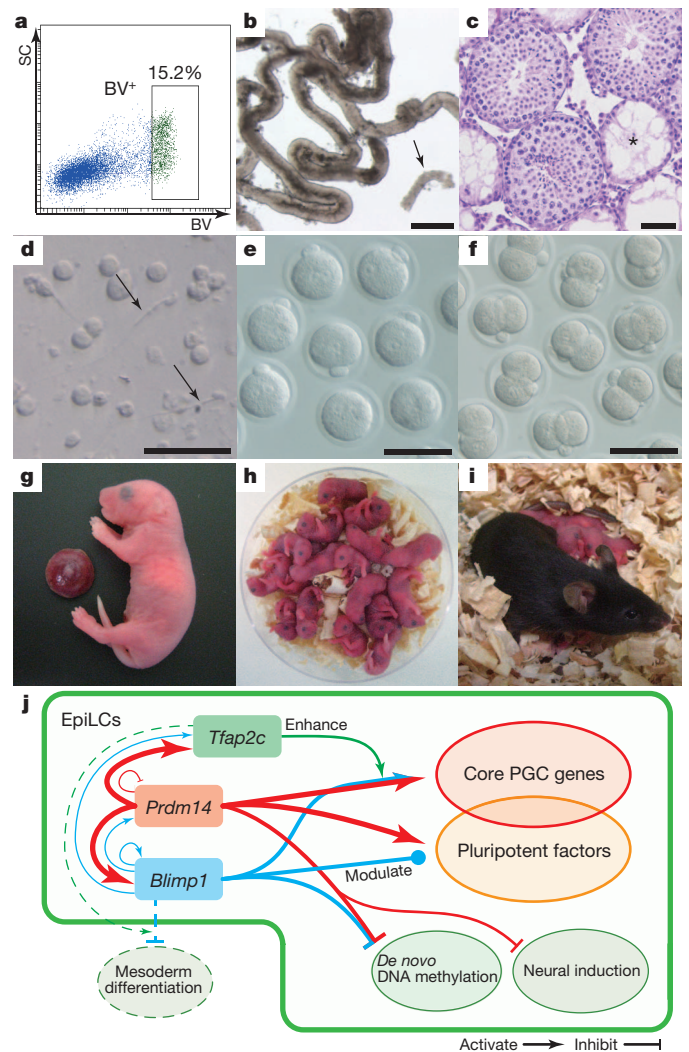 a
SC
BV+
15.2%
BV
b
c
*
d
e
f
g
h
i
j
EpiLCs
Tfap2c
Enhance
Prdm14
Core PGC genes
Blimp1
Modulate
Pluripotent factors
Mesoderm
differentiation
De novo
DNA methylation
Neural induction
Activate
Inhibit